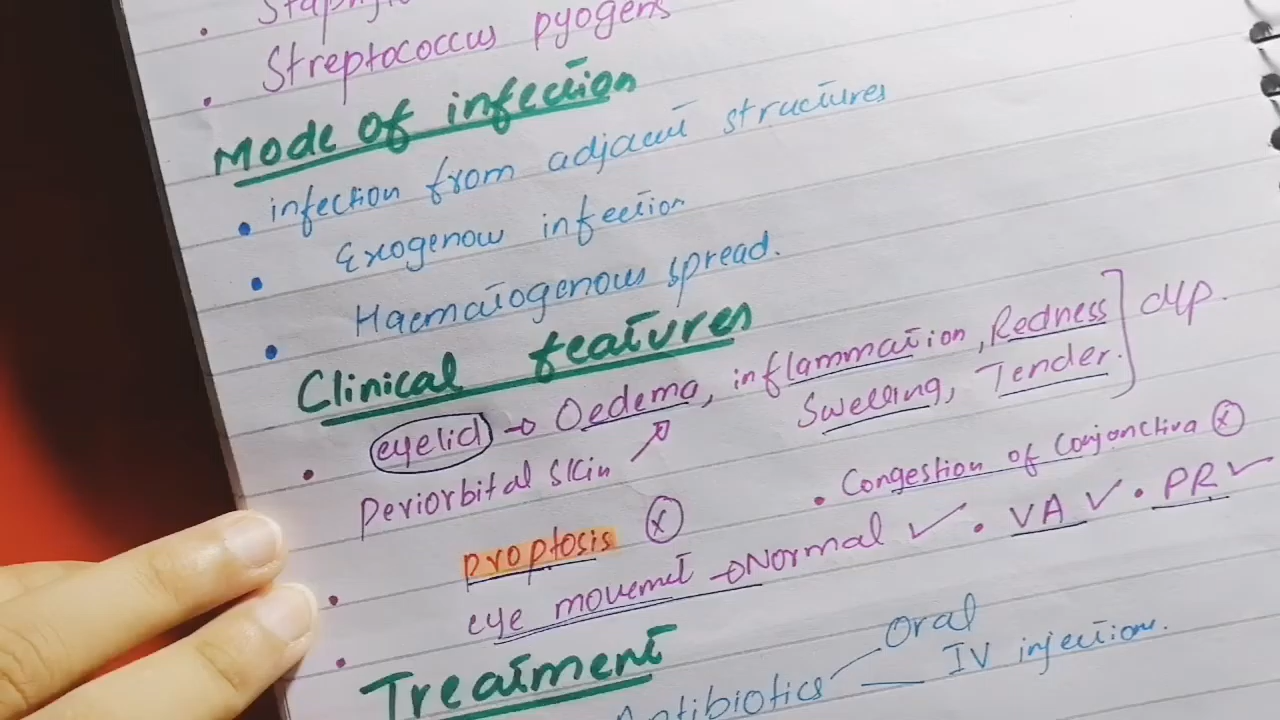 Streptococcus pyogens
Mode of infection
infection from adjacent structures
Exogenous infection
Haematogenous spread.
Clinical features
eyelid → Oedema, inflammation, Redness
Swelling, Tender.
Periorbital skin
proptosis (x)
• Congestion of Conjunctiva (x)
eye movemet → Normal ✓ • VA ✓ • PR ✓
Treatment
Antibiotics
Oral
IV injection.